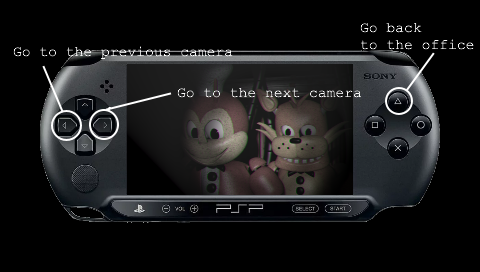 Go back
to the office
Go to the previous camera
SONY
Go to the next camera
VOL
PSP
SELECT
START